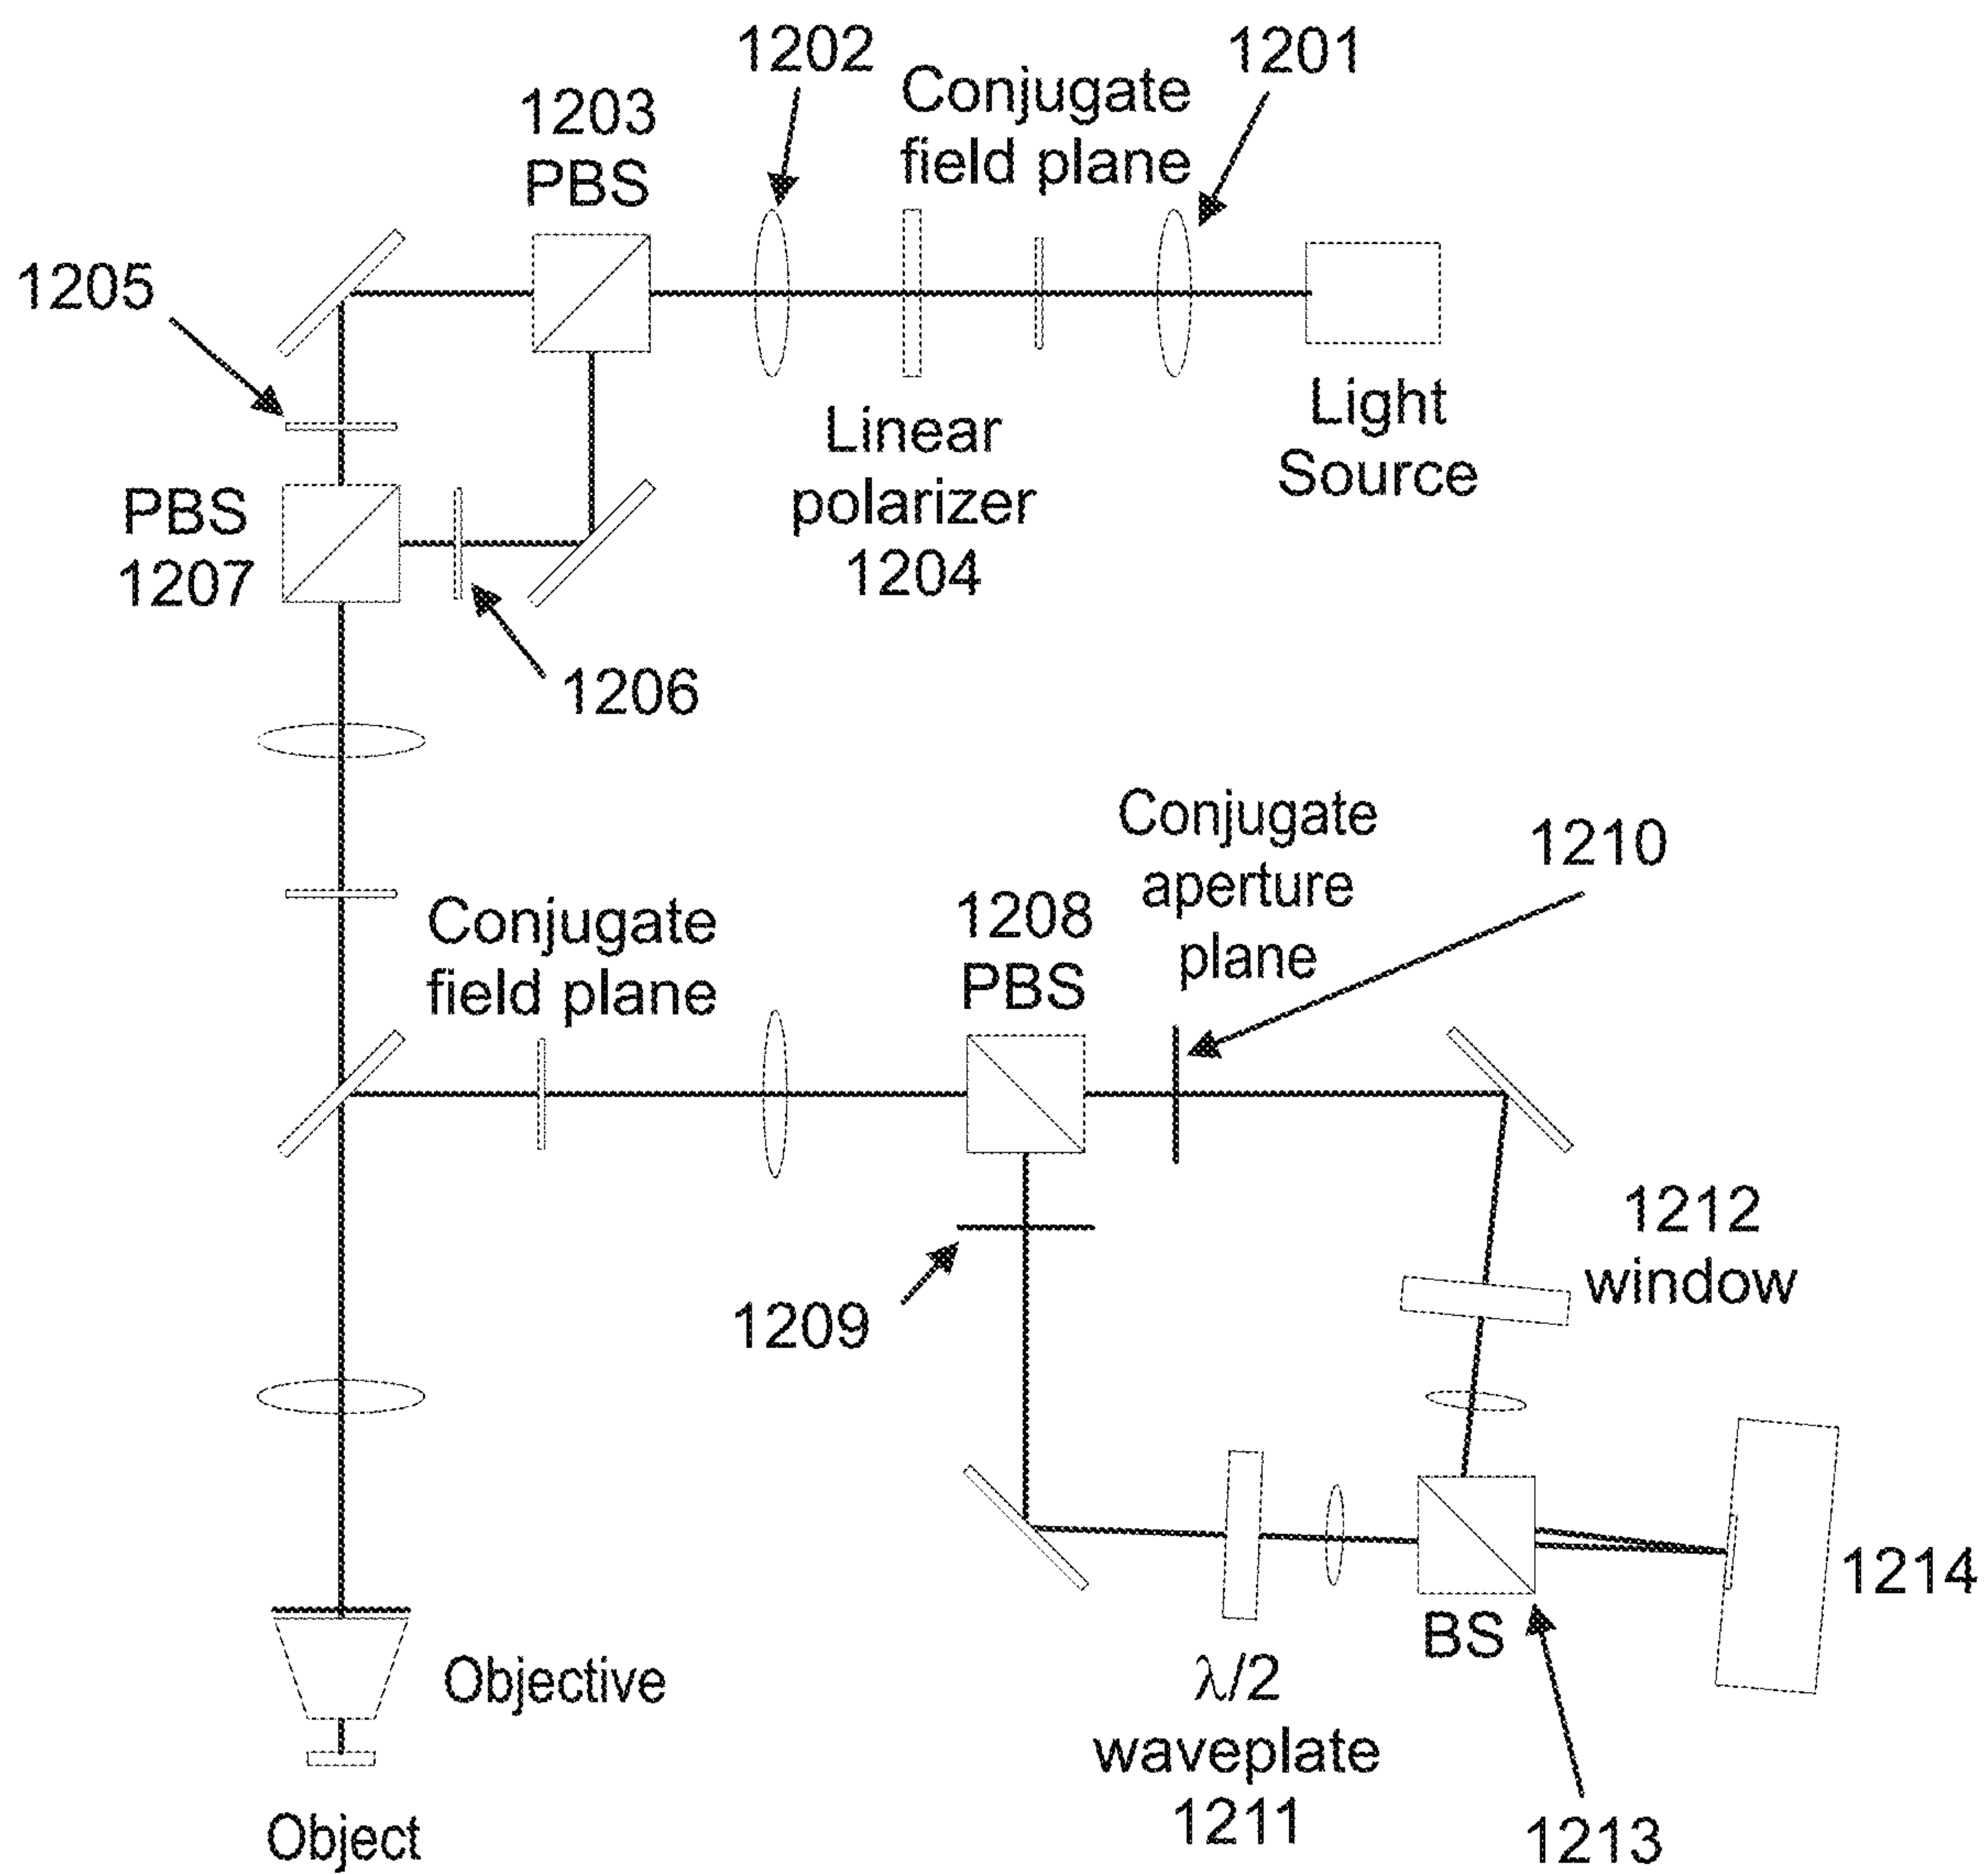 1202
1201
Conjugate
field plane
1203
PBS
1205
Light
Source
Linear
polarizer
1204
PBS
1207
1206
Conjugate
aperture
plane
1210
1208
PBS
Conjugate
field plane
1212
window
1209
1214
BS
Objective
λ/2
waveplate
1211
1213
Object